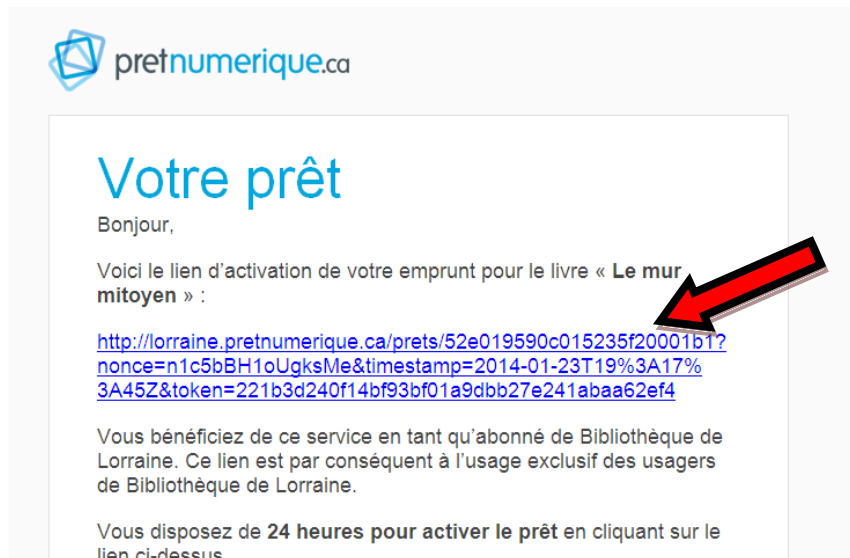 pretnumerique.ca
Votre prêt
Bonjour,
Voici le lien d'activation de votre emprunt pour le livre « Le mur
mitoyen » :
http://lorraine.pretnumerique.ca/prets/52e019590c015235f20001b1?
nonce=n1c5bBH1oUgksMe&timestamp=2014-01-23T19%3A17%
3A45Z&token=221b3d240f14bf93bf01a9dbb27e241abaa62ef4
Vous bénéficiez de ce service en tant qu'abonné de Bibliothèque de
Lorraine. Ce lien est par conséquent à l'usage exclusif des usagers
de Bibliothèque de Lorraine.
Vous disposez de 24 heures pour activer le prêt en cliquant sur le
lien ci-dessus